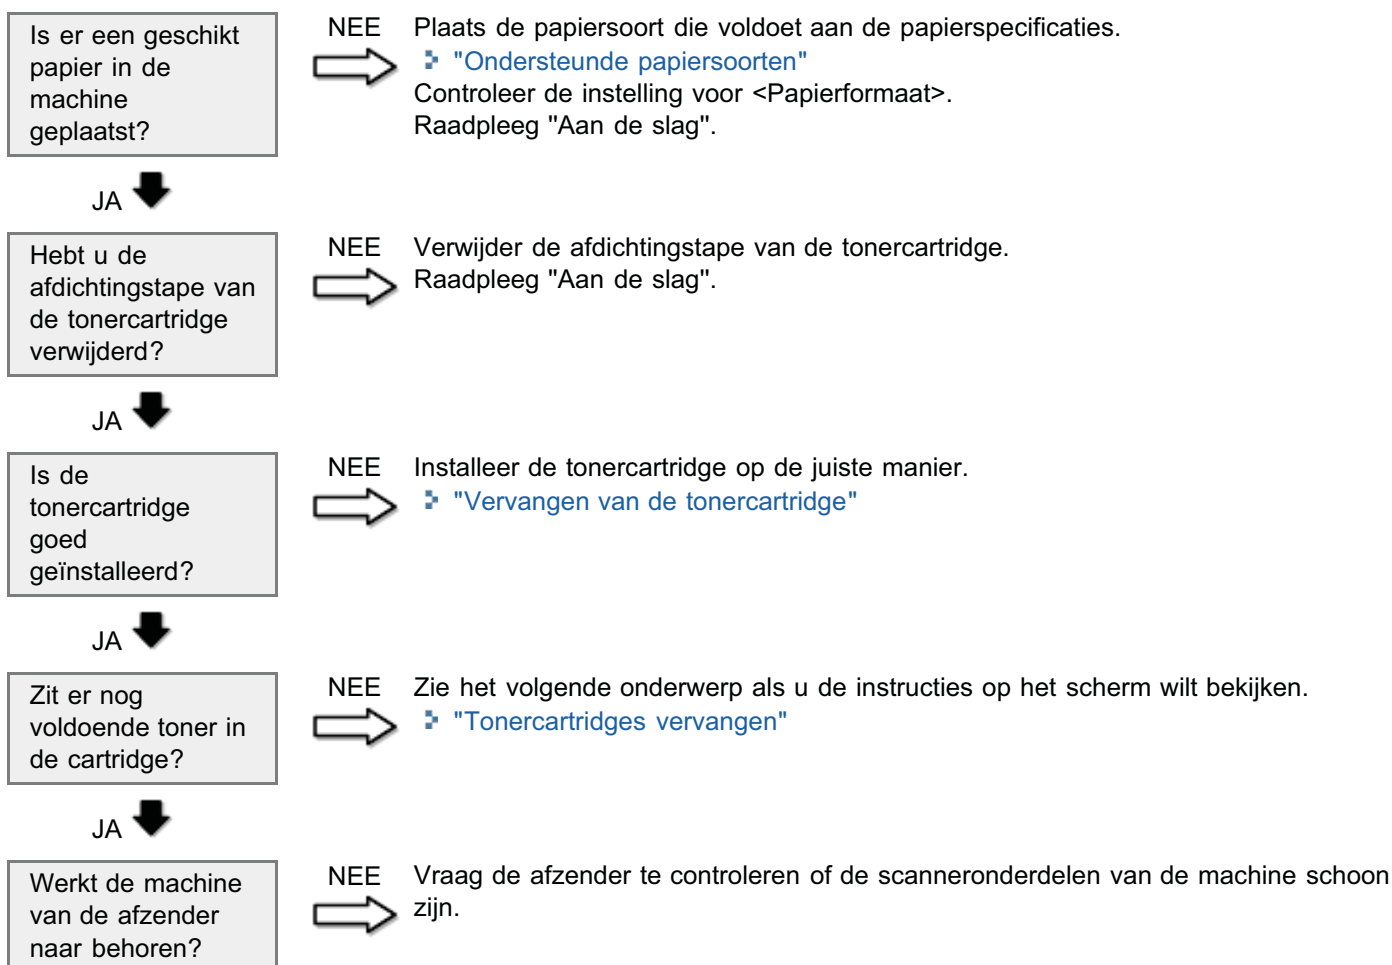 Is er een geschikt
papier in de
machine
geplaatst?
NEE
Plaats de papiersoort die voldoet aan de papierspecificaties.
"Ondersteunde papiersoorten"
Controleer de instelling voor <Papierformaat>.
Raadpleeg "Aan de slag".
JA
Hebt u de
afdichtingstape van
de tonercartridge
verwijderd?
NEE
Verwijder de afdichtingstape van de tonercartridge.
Raadpleeg "Aan de slag".
JA
Is de
tonercartridge
goed
geïnstalleerd?
NEE
Installeer de tonercartridge op de juiste manier.
"Vervangen van de tonercartridge"
JA
Zit er nog
voldoende toner in
de cartridge?
NEE
Zie het volgende onderwerp als u de instructies op het scherm wilt bekijken.
"Tonercartridges vervangen"
JA
Werkt de machine
van de afzender
naar behoren?
NEE
Vraag de afzender te controleren of de scanneronderdelen van de machine schoon
zijn.